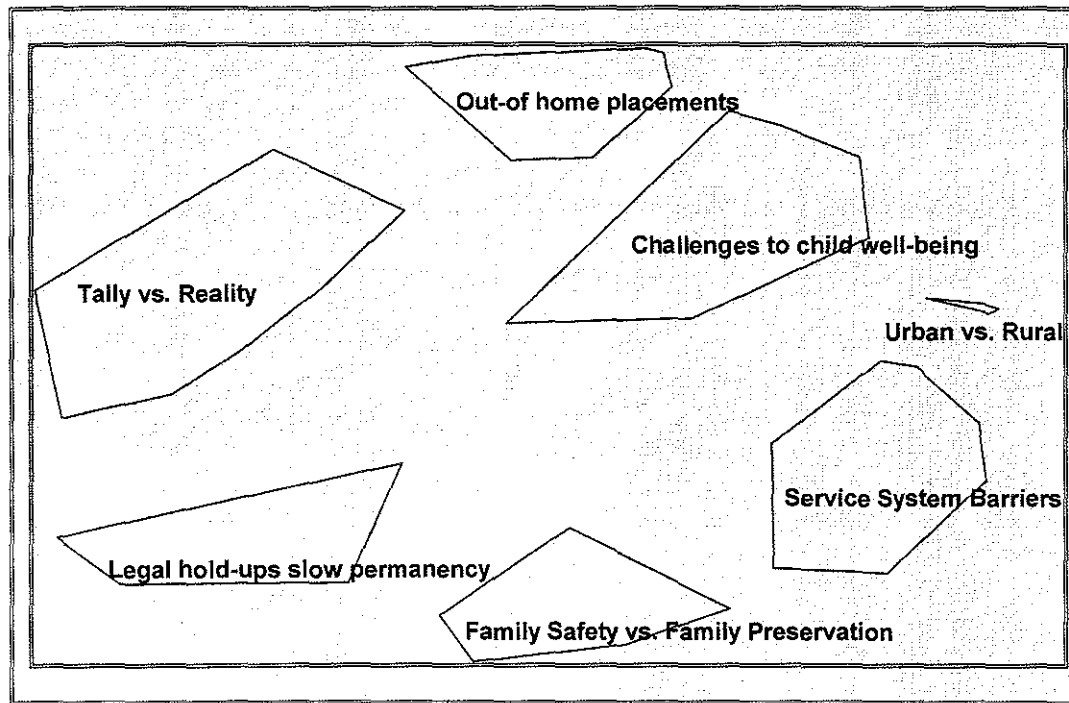 Out-of home placements
Challenges to child well-being
Tally vs. Reality
Urban vs. Rural
Service System Barriers
Legal hold-ups slow permanency
Family Safety vs. Family Preservation